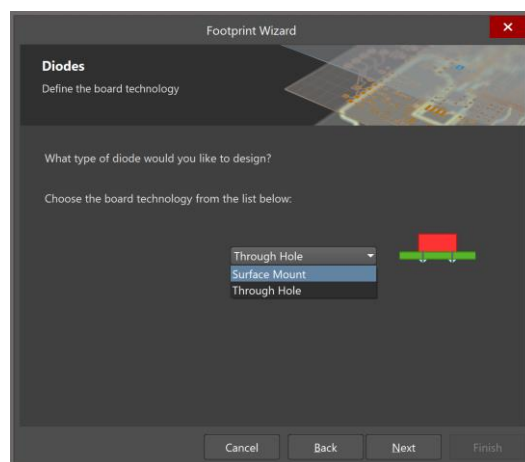 Footprint Wizard
Diodes
Define the board technology
What type of diode would you like to design?
Choose the board technology from the list below:
Through Hole
Surface Mount
Through Hole
Cancel Back Next Finish